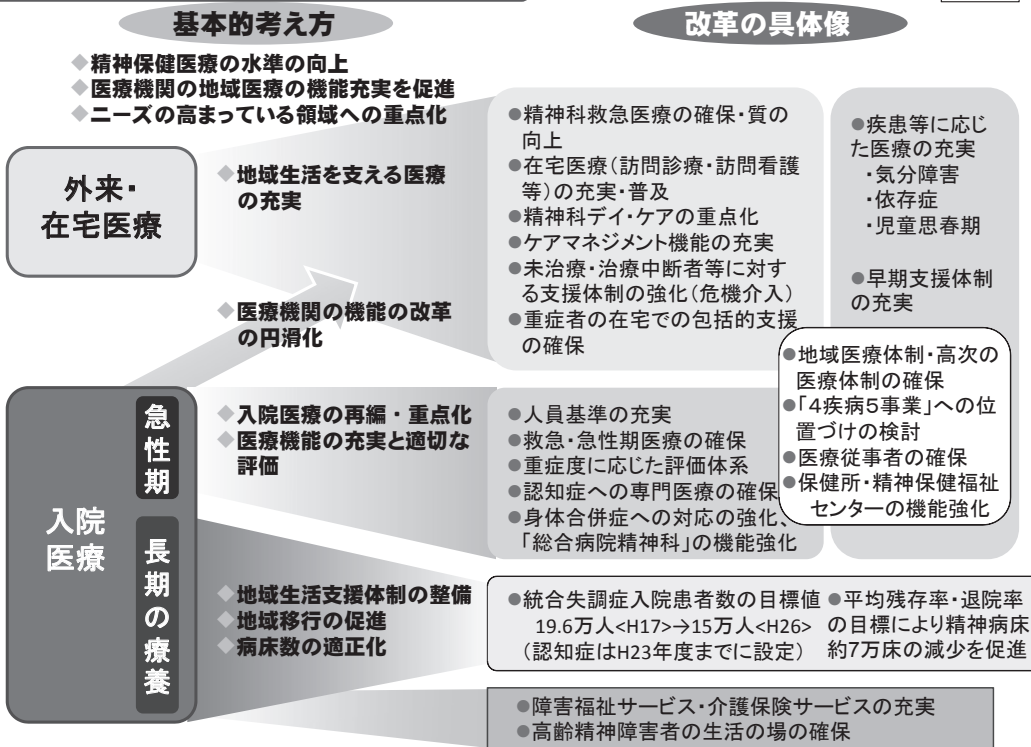 基本的考え方
改革の具体像
◆精神保健医療の水準の向上
◆医療機関の地域医療の機能充実を促進
◆ニーズの高まっている領域への重点化
外来・
在宅医療
◆地域生活を支える医療
の充実
◆医療機関の機能の改革
の円滑化
●精神科救急医療の確保・質の
向上
●在宅医療(訪問診療・訪問看護
等)の充実・普及
●精神科デイ・ケアの重点化
●ケアマネジメント機能の充実
●未治療・治療中断者等に対す
る支援体制の強化(危機介入)
●重症者の在宅での包括的支援
の確保
●疾患等に応じ
た医療の充実
・気分障害
・依存症
・児童思春期
●早期支援体制
の充実
●地域医療体制・高次の
医療体制の確保
●「4疾病5事業」への位
置づけの検討
●医療従事者の確保
●保健所・精神保健福祉
センターの機能強化
入院
医療
急性期
長期の療養
◆入院医療の再編・重点化
◆医療機能の充実と適切な
評価
●人員基準の充実
●救急・急性期医療の確保
●重症度に応じた評価体系
●認知症への専門医療の確保
●身体合併症への対応の強化、
「総合病院精神科」の機能強化
◆地域生活支援体制の整備
◆地域移行の促進
◆病床数の適正化
●統合失調症入院患者数の目標値
19.6万人<H17>→15万人<H26>
(認知症はH23年度までに設定)
●平均残存率・退院率
の目標により精神病床
約7万床の減少を促進
●障害福祉サービス・介護保険サービスの充実
●高齢精神障害者の生活の場の確保